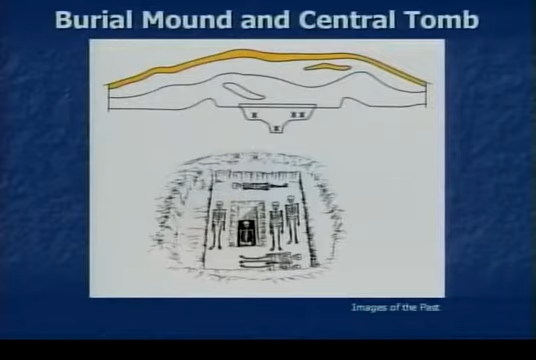 Burial Mound and Central Tomb
Images of the Past